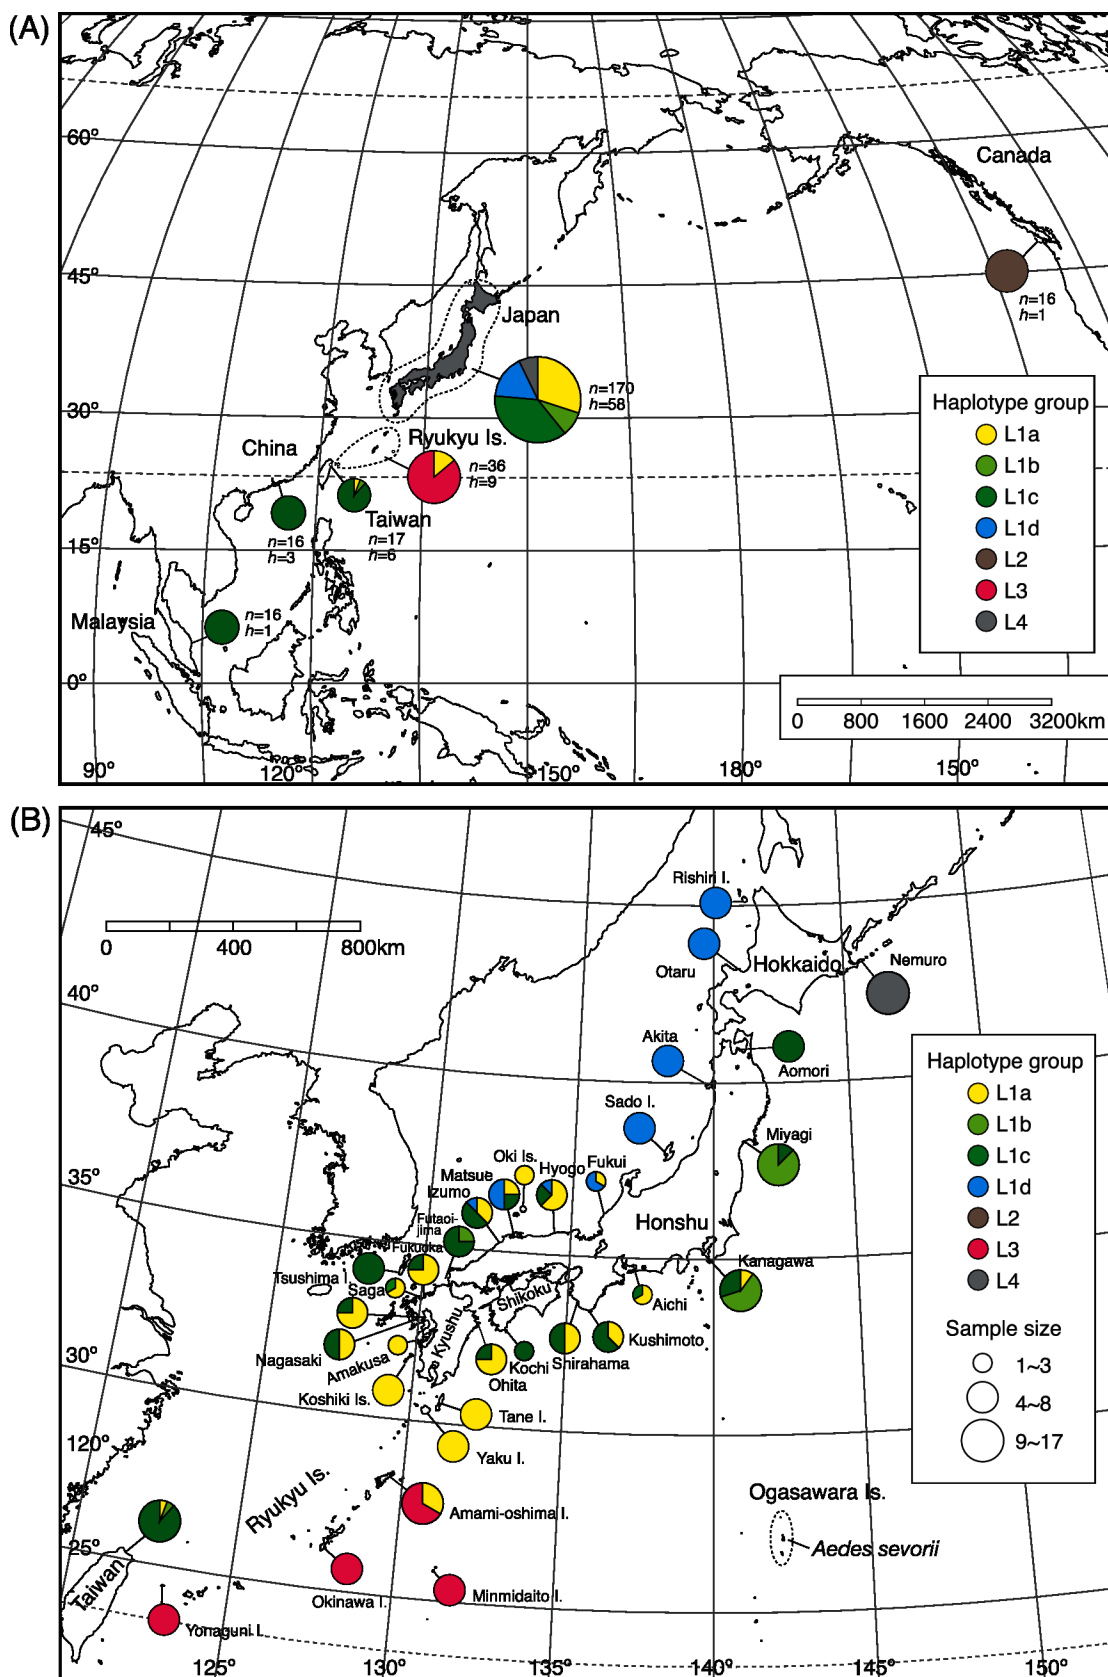 (A)
60°
Canada
45°
n=16
h=1
Japan
n=170
h=58
30°
Haplotype group
L1a
L1b
L1c
L1d
L2
L3
L4
China
Ryukyu Is.
n=36
h=9
Taiwan
n=16
h=3
n=17
h=6
15°
Malaysia
n=16
h=1
0°
0 800 1600 2400 3200km
90° 120° 150° 180° 150°
(B)
45°
Rishiri I.
0 400 800km
Otaru
Hokkaido
Nemuro
40°
Akita
Aomori
Haplotype group
L1a
L1b
L1c
L1d
L2
L3
L4
Sample size
1~3
4~8
9~17
Sado I.
Miyagi
35°
Oki Is.
Hyogo
Fukui
Matsue
Izumo
Futaoi-
jima
Fukuoka
Honshu
Kanagawa
Tsushima I.
Saga
Shikoku
Aichi
Kyushu
Kushimoto
Nagasaki
Amakusa
Kochi
Shirahama
Ohita
30°
Koshiki Is.
Tane I.
120°
Yaku I.
Ryukyu Is.
Amami-oshima I.
Ogasawara Is.
Aedes sevorii
25°
Taiwan
Okinawa I.
Minmidaito I.
Yonaguni I.
125° 130° 135° 140° 145° 150°